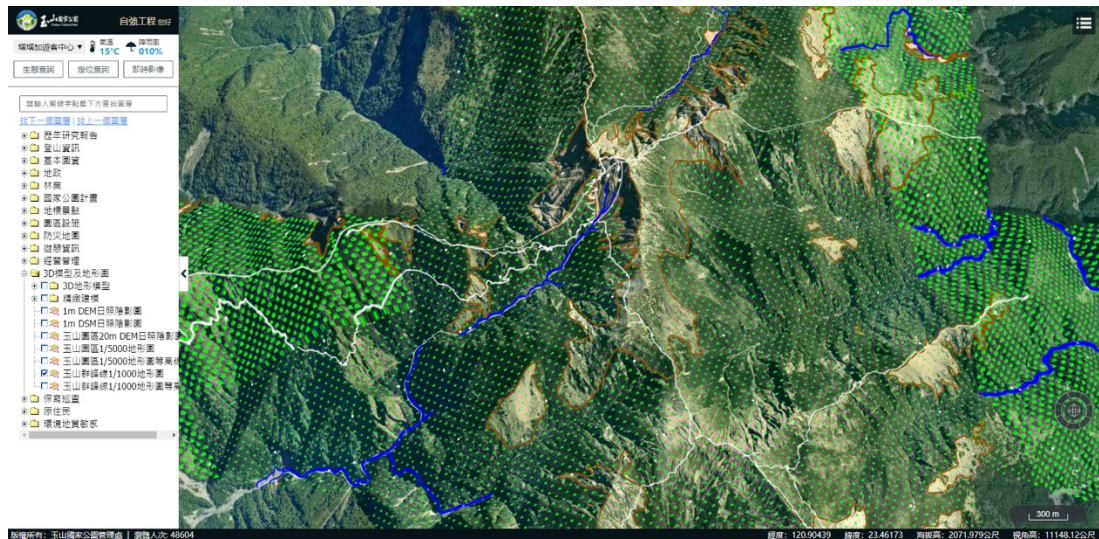 玉山國家公園
自強工程 您好
塔塔加遊客中心 ▼ 氣溫 15°C 降雨率 010%
生態查詢 定位查詢 即時影像
請輸入關鍵字點擊下方查找圖層
找下一個圖層 | 找上一個圖層
歷年研究報告
登山資訊
基本圖資
地政
林業
國家公園計畫
地標景點
園區設施
防災地圖
遊憩資訊
經營管理
3D模型及地形圖
3D地形模型
精緻建模
1m DEM日照陰影圖
1m DSM日照陰影圖
玉山園區20m DEM日照陰影圖
玉山園區1/5000地形圖
玉山園區1/5000地形圖等高線
玉山群峰線1/1000地形圖
玉山群峰線1/1000地形圖等高
保育巡查
原住民
環境地質敏感
300 m
版權所有: 玉山國家公園管理處 | 瀏覽人次: 48604
經度: 120.90439 緯度: 23.46173 海拔高: 2071.979公尺 視角高: 11148.12公尺